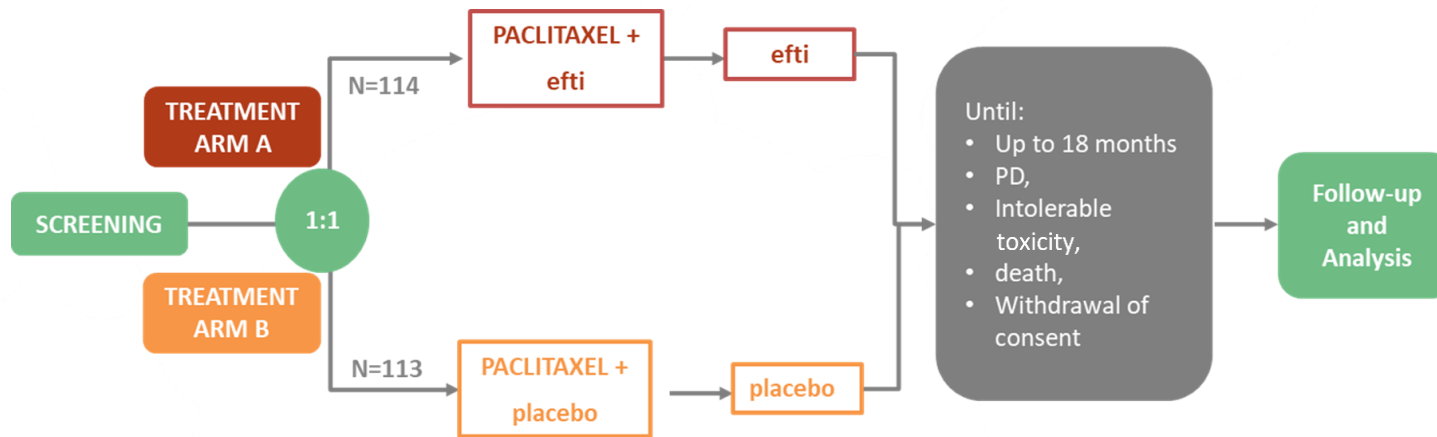 SCREENING
TREATMENT
ARM A
1:1
TREATMENT
ARM B
N=114
PACLITAXEL +
efti
efti
N=113
PACLITAXEL +
placebo
placebo
Until:
• Up to 18 months
• PD,
• Intolerable
toxicity,
• death,
• Withdrawal of
consent
Follow-up
and
Analysis